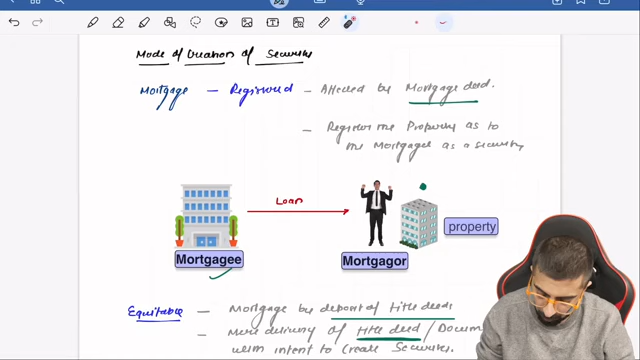 Mode of Creation of Securities
Mortgage – Registered – Affected by Mortgage deed.
– Register the Property as to
the Mortgagee as a security
Loan
property
Mortgagee
Mortgagor
Equitable – Mortgage by deposit of title deeds
– Mere delivery of title deed / Docum
with intent to create Securities.